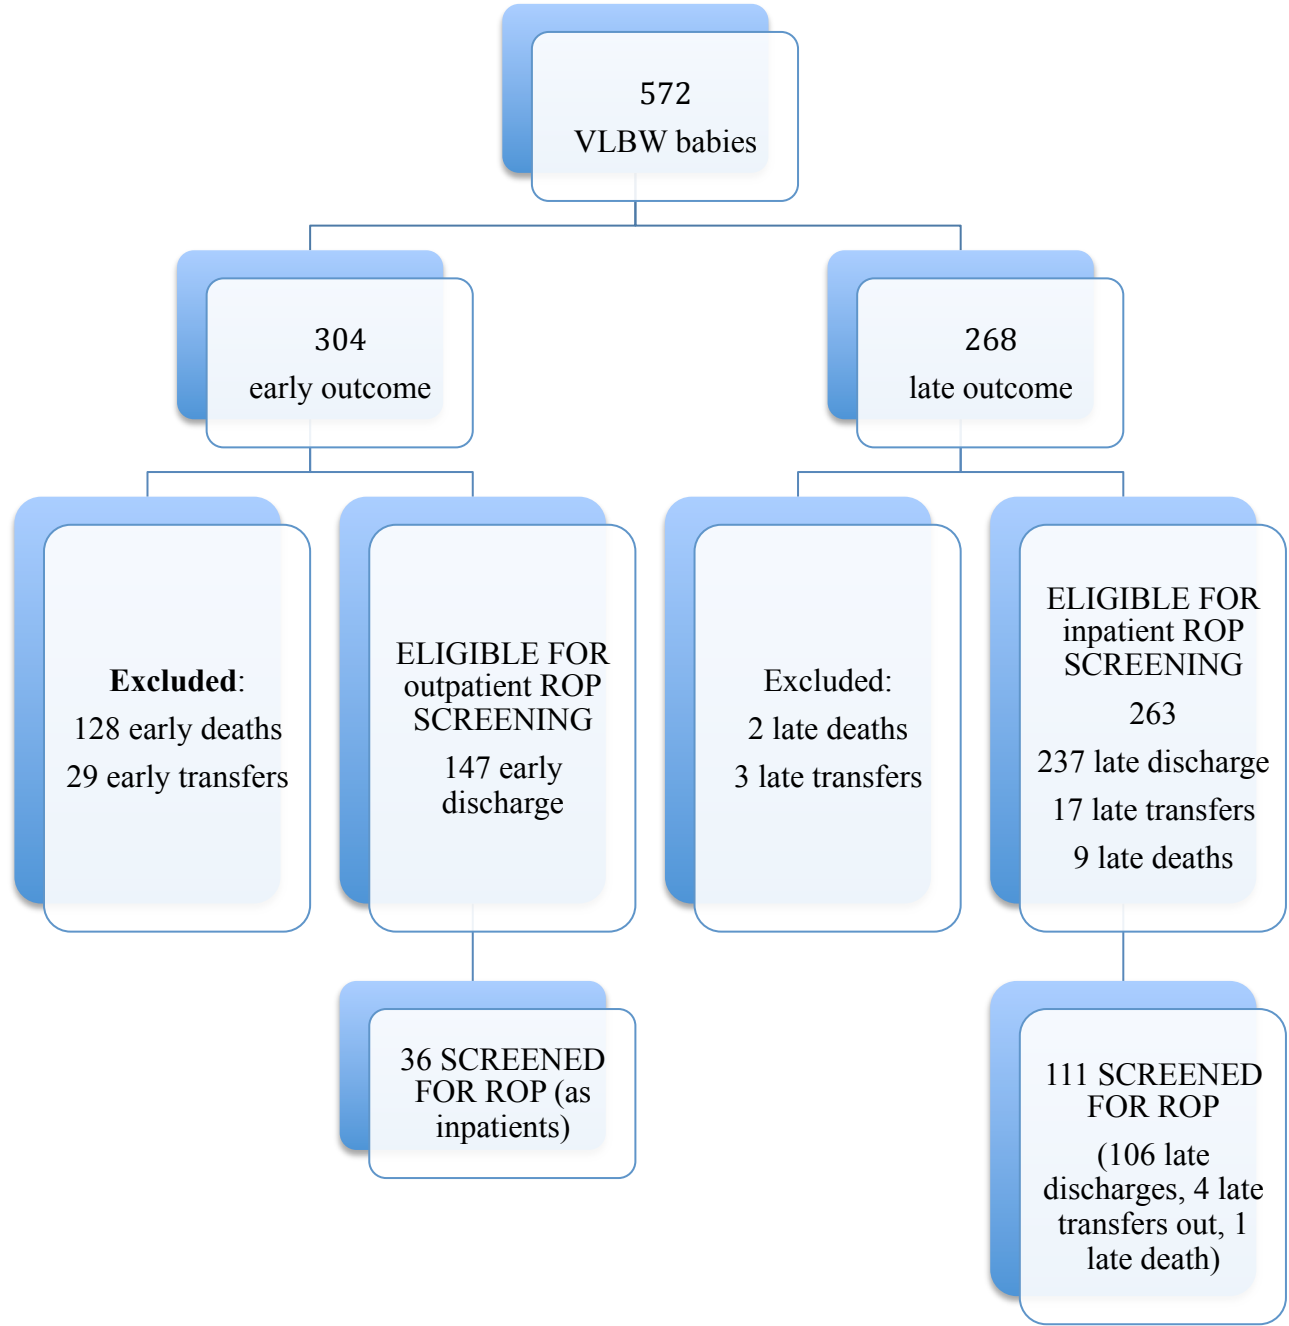 572
VLBW babies
304
early outcome
268
late outcome
Excluded:
128 early deaths
29 early transfers
ELIGIBLE FOR
outpatient ROP
SCREENING
147 early
discharge
Excluded:
2 late deaths
3 late transfers
ELIGIBLE FOR
inpatient ROP
SCREENING
263
237 late discharge
17 late transfers
9 late deaths
36 SCREENED
FOR ROP (as
inpatients)
111 SCREENED
FOR ROP
(106 late
discharges, 4 late
transfers out, 1
late death)